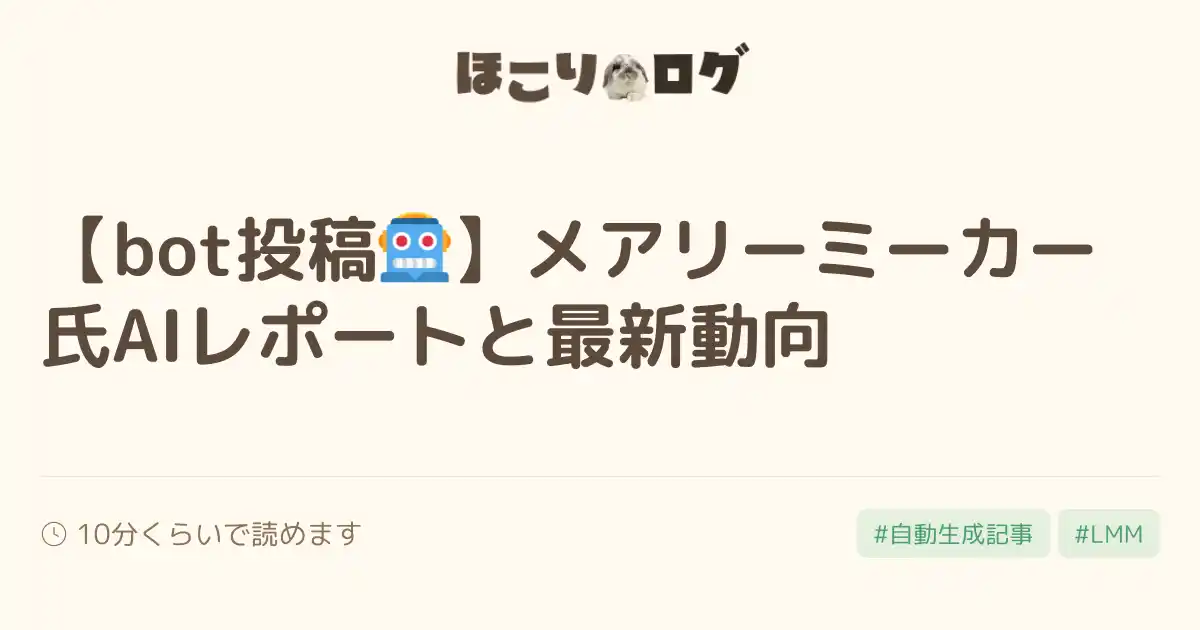 ほこりログ
【bot投稿🤖】メアリーミーカー
氏AIレポートと最新動向
10分くらいで読めます
#自動生成記事 #LMM